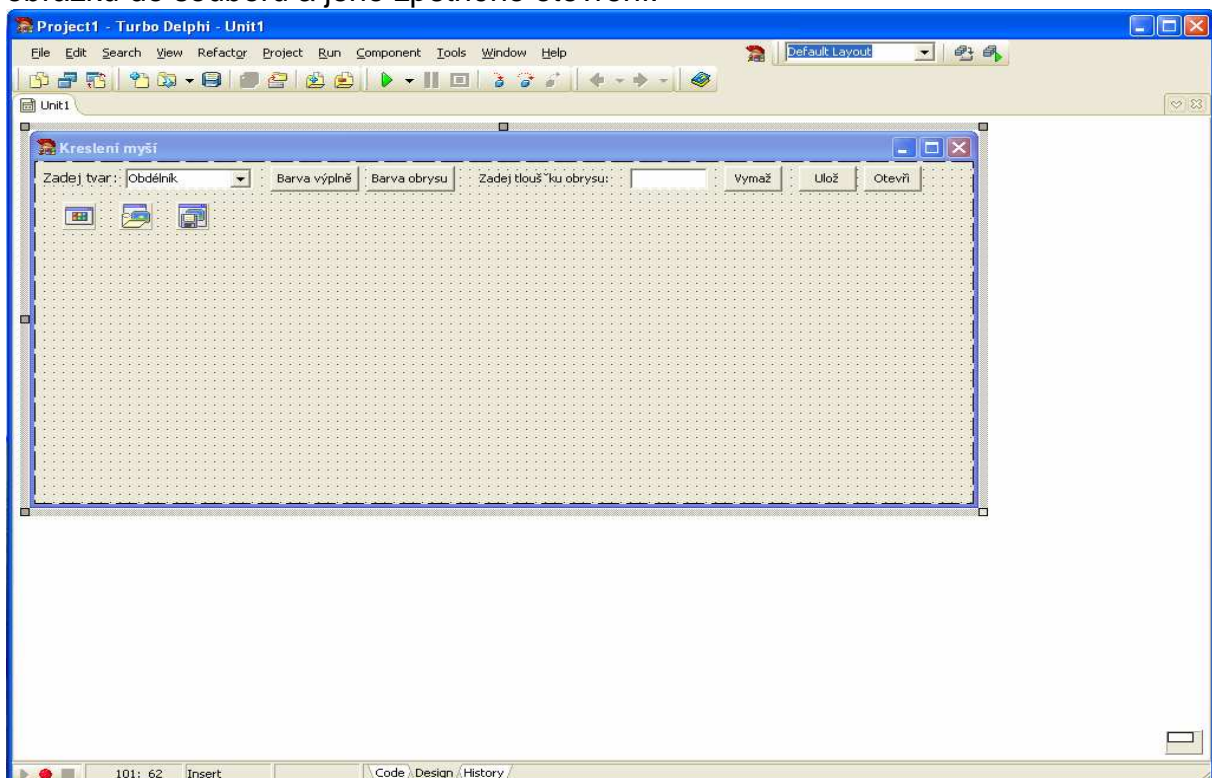 obrázku do souboru a jeho zpětného otevření.
Project1 - Turbo Delphi - Unit1
File Edit Search View Refactor Project Run Component Tools Window Help
Default Layout
Unit1
Kreslení myší
Zadej tvar: Obdélník Barva výplně Barva obrysu Zadej tlouš˝ku obrysu: Vymaž Ulož Otevři
101: 62 Insert Code Design History